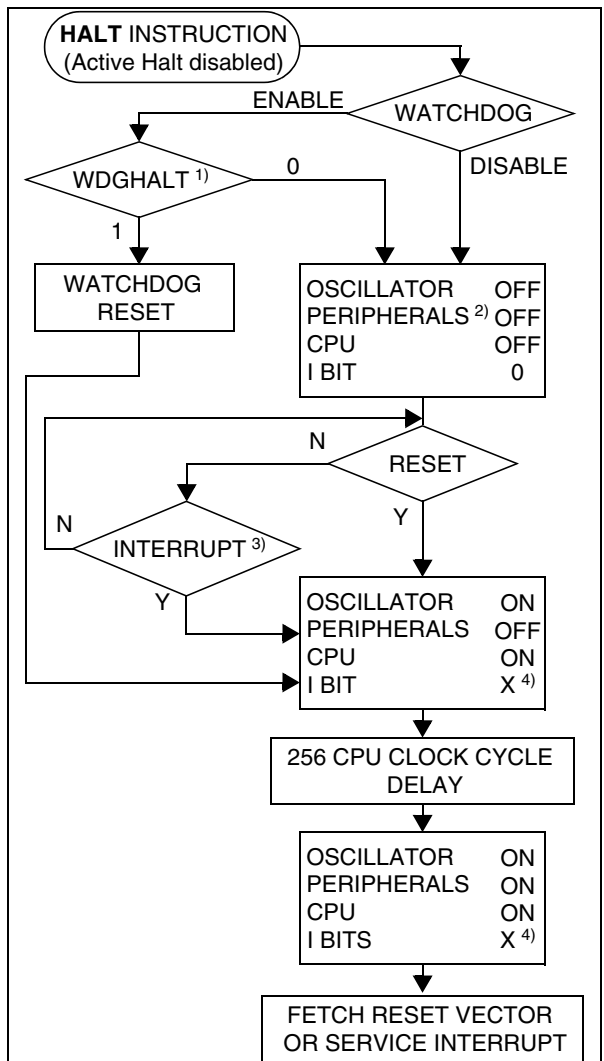 HALT INSTRUCTION
(Active Halt disabled)
ENABLE
WATCHDOG
WDGHALT 1)
0
DISABLE
1
WATCHDOG
RESET
OSCILLATOR OFF
PERIPHERALS 2) OFF
CPU OFF
I BIT 0
N
RESET
N
INTERRUPT 3)
Y
Y
OSCILLATOR ON
PERIPHERALS OFF
CPU ON
I BIT X 4)
256 CPU CLOCK CYCLE
DELAY
OSCILLATOR ON
PERIPHERALS ON
CPU ON
I BITS X 4)
FETCH RESET VECTOR
OR SERVICE INTERRUPT